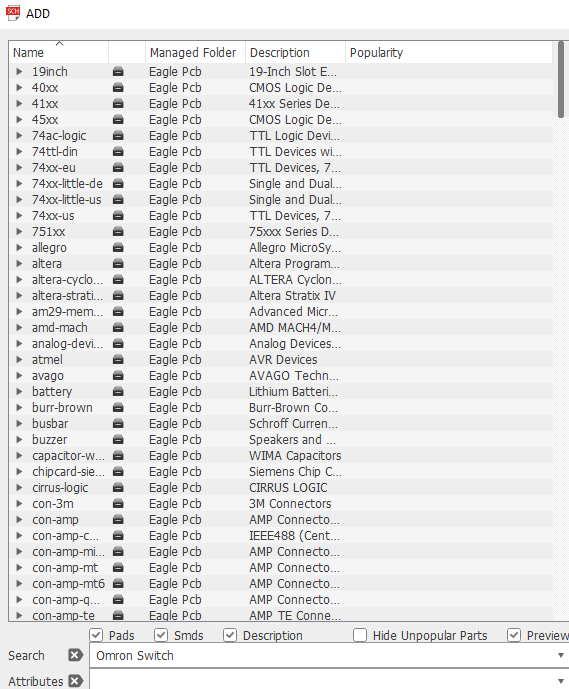 SCH ADD
Name Managed Folder Description Popularity
19inch Eagle Pcb 19-Inch Slot E...
40xx Eagle Pcb CMOS Logic De...
41xx Eagle Pcb 41xx Series De...
45xx Eagle Pcb CMOS Logic De...
74ac-logic Eagle Pcb TTL Logic Devi...
74ttl-din Eagle Pcb TTL Devices wi...
74xx-eu Eagle Pcb TTL Devices, 7...
74xx-little-de Eagle Pcb Single and Dual...
74xx-little-us Eagle Pcb Single and Dual...
74xx-us Eagle Pcb TTL Devices, 7...
751xx Eagle Pcb 75xxx Series D...
allegro Eagle Pcb Allegro MicroSy...
altera Eagle Pcb Altera Program...
altera-cyclo... Eagle Pcb ALTERA Cyclon...
altera-strati... Eagle Pcb Altera Stratix IV
am29-mem... Eagle Pcb Advanced Micr...
amd-mach Eagle Pcb AMD MACH4/M...
analog-devi... Eagle Pcb Analog Devices...
atmel Eagle Pcb AVR Devices
avago Eagle Pcb AVAGO Techn...
battery Eagle Pcb Lithium Batteri...
burr-brown Eagle Pcb Burr-Brown Co...
busbar Eagle Pcb Schroff Curren...
buzzer Eagle Pcb Speakers and ...
capacitor-w... Eagle Pcb WIMA Capacitors
chipcard-sie... Eagle Pcb Siemens Chip C...
cirrus-logic Eagle Pcb CIRRUS LOGIC
con-3m Eagle Pcb 3M Connectors
con-amp Eagle Pcb AMP Connecto...
con-amp-c... Eagle Pcb IEEE488 (Cent...
con-amp-mi... Eagle Pcb AMP Connecto...
con-amp-mt Eagle Pcb AMP Connecto...
con-amp-mt6 Eagle Pcb AMP Connecto...
con-amp-q... Eagle Pcb AMP Connecto...
con-amp-te Eagle Pcb AMP TE Conne...
Pads Smds Description Hide Unpopular Parts Preview
Search Omron Switch
Attributes